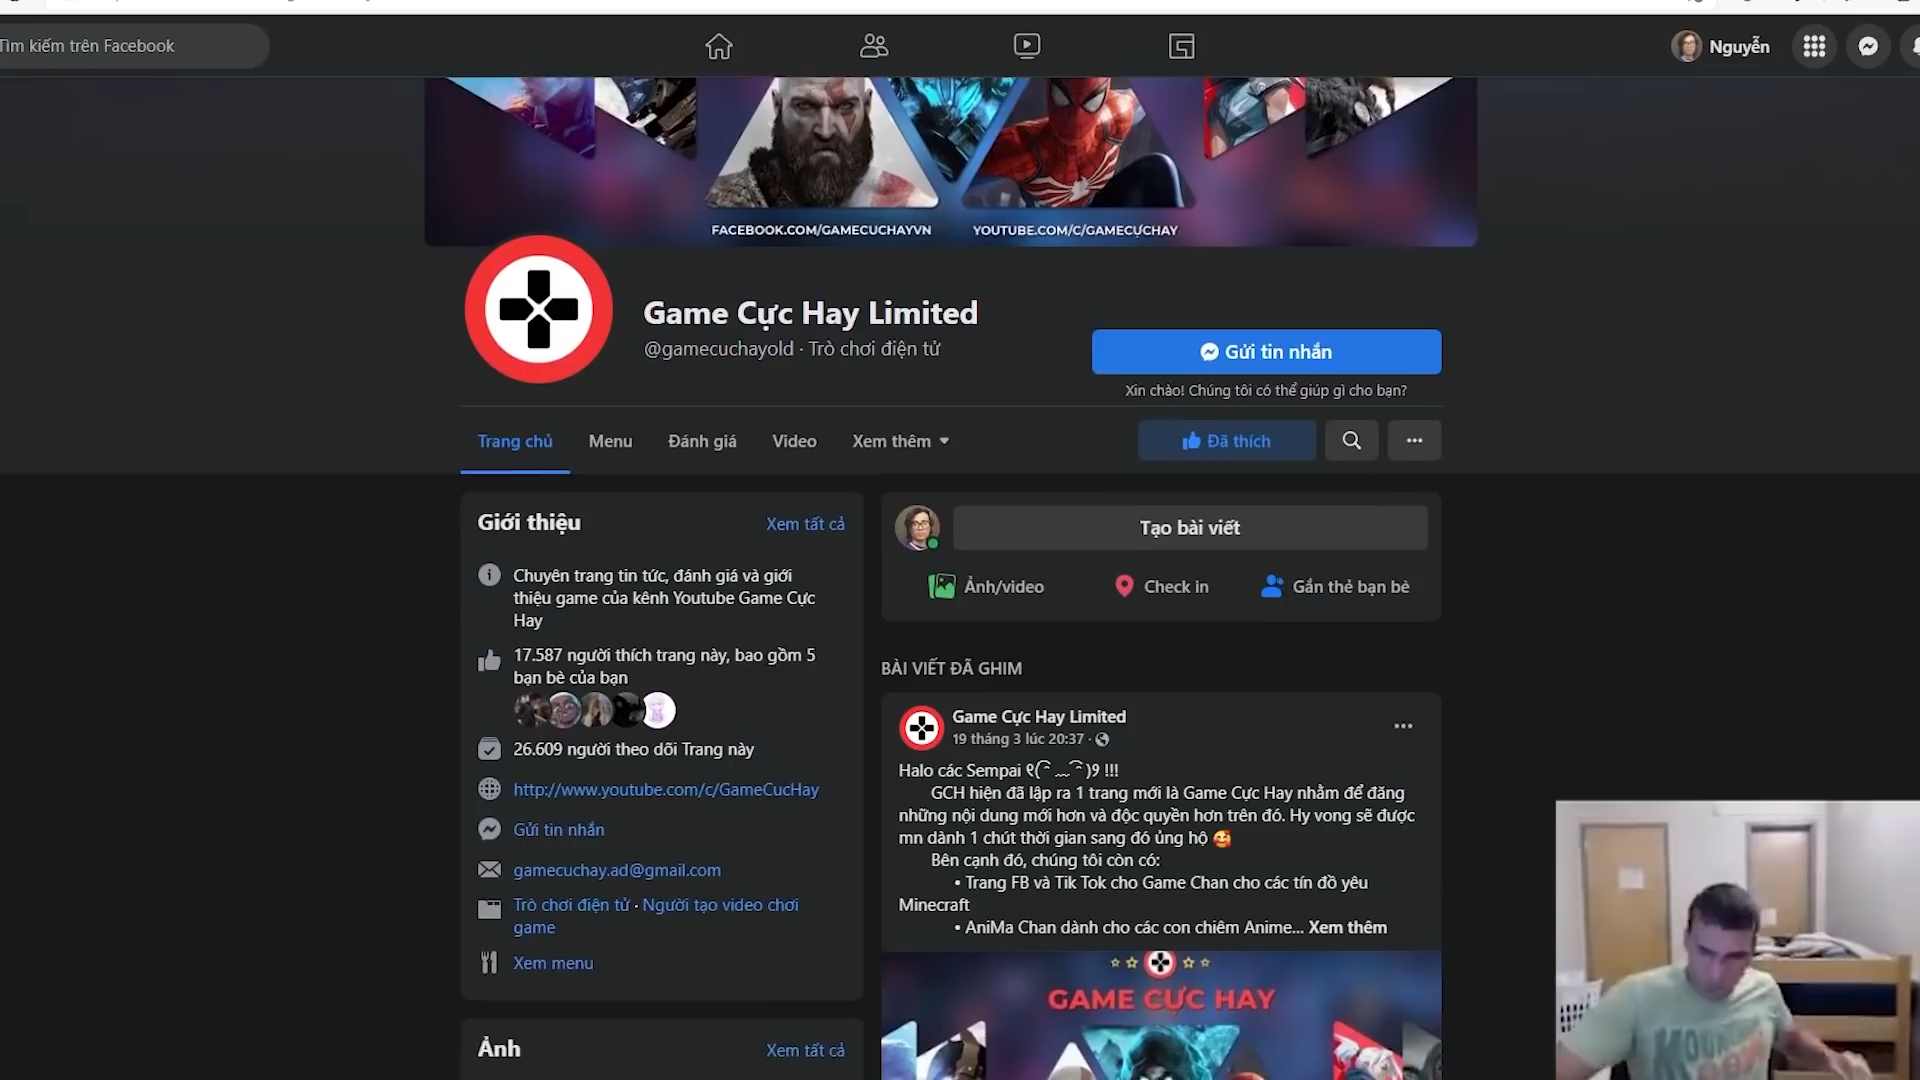 Tìm kiếm trên Facebook
Nguyễn
FACEBOOK.COM/GAMECUCHAYVN
YOUTUBE.COM/C/GAMECỰCHAY
Game Cực Hay Limited
@gamecuchayold · Trò chơi điện tử
Gửi tin nhắn
Xin chào! Chúng tôi có thể giúp gì cho bạn?
Trang chủ
Menu
Đánh giá
Video
Xem thêm
Đã thích
Giới thiệu
Xem tất cả
Chuyên trang tin tức, đánh giá và giới
thiệu game của kênh Youtube Game Cực
Hay
17.587 người thích trang này, bao gồm 5
bạn bè của bạn
26.609 người theo dõi Trang này
http://www.youtube.com/c/GameCucHay
Gửi tin nhắn
gamecuchay.ad@gmail.com
Trò chơi điện tử · Người tạo video chơi
game
Xem menu
Ảnh
Xem tất cả
Tạo bài viết
Ảnh/video
Check in
Gắn thẻ bạn bè
BÀI VIẾT ĐÃ GHIM
Game Cực Hay Limited
19 tháng 3 lúc 20:37 ·
Halo các Sempai ٩(͡๏̯ ͡๏)۶ !!!
GCH hiện đã lập ra 1 trang mới là Game Cực Hay nhằm để đăng
những nội dung mới hơn và độc quyền hơn trên đó. Hy vong sẽ được
mn dành 1 chút thời gian sang đó ủng hộ 🥰
Bên cạnh đó, chúng tôi còn có:
• Trang FB và Tik Tok cho Game Chan cho các tín đồ yêu
Minecraft
• AniMa Chan dành cho các con chiêm Anime... Xem thêm
GAME CỰC HAY